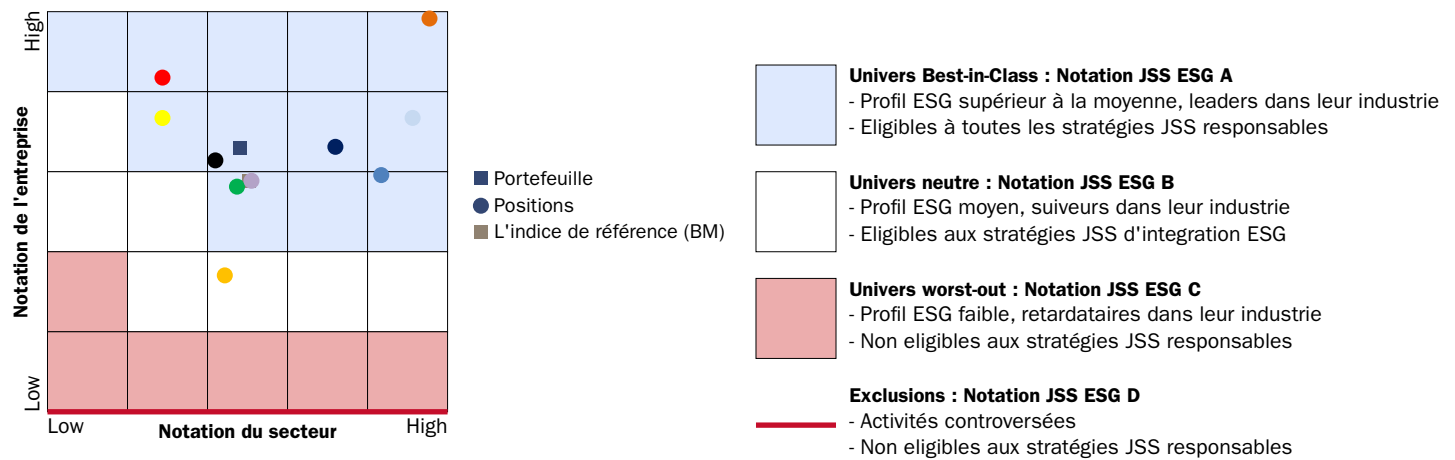 High
Notation de l'entreprise
Low
Low
Notation du secteur
High
Portefeuille
Positions
L'indice de référence (BM)
Univers Best-in-Class : Notation JSS ESG A
- Profil ESG supérieur à la moyenne, leaders dans leur industrie
- Eligibles à toutes les stratégies JSS responsables
Univers neutre : Notation JSS ESG B
- Profil ESG moyen, suiveurs dans leur industrie
- Eligibles aux stratégies JSS d'integration ESG
Univers worst-out : Notation JSS ESG C
- Profil ESG faible, retardataires dans leur industrie
- Non eligibles aux stratégies JSS responsables
Exclusions : Notation JSS ESG D
- Activités controversées
- Non eligibles aux stratégies JSS responsables